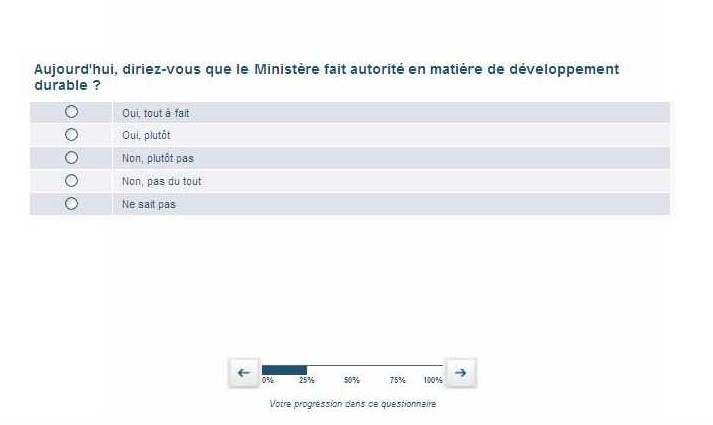 Aujourd'hui, diriez-vous que le Ministère fait autorité en matière de développement
durable ?
Oui, tout à fait
Oui, plutôt
Non, plutôt pas
Non, pas du tout
Ne sait pas
0% 25% 50% 75% 100%
Votre progression dans ce questionnaire